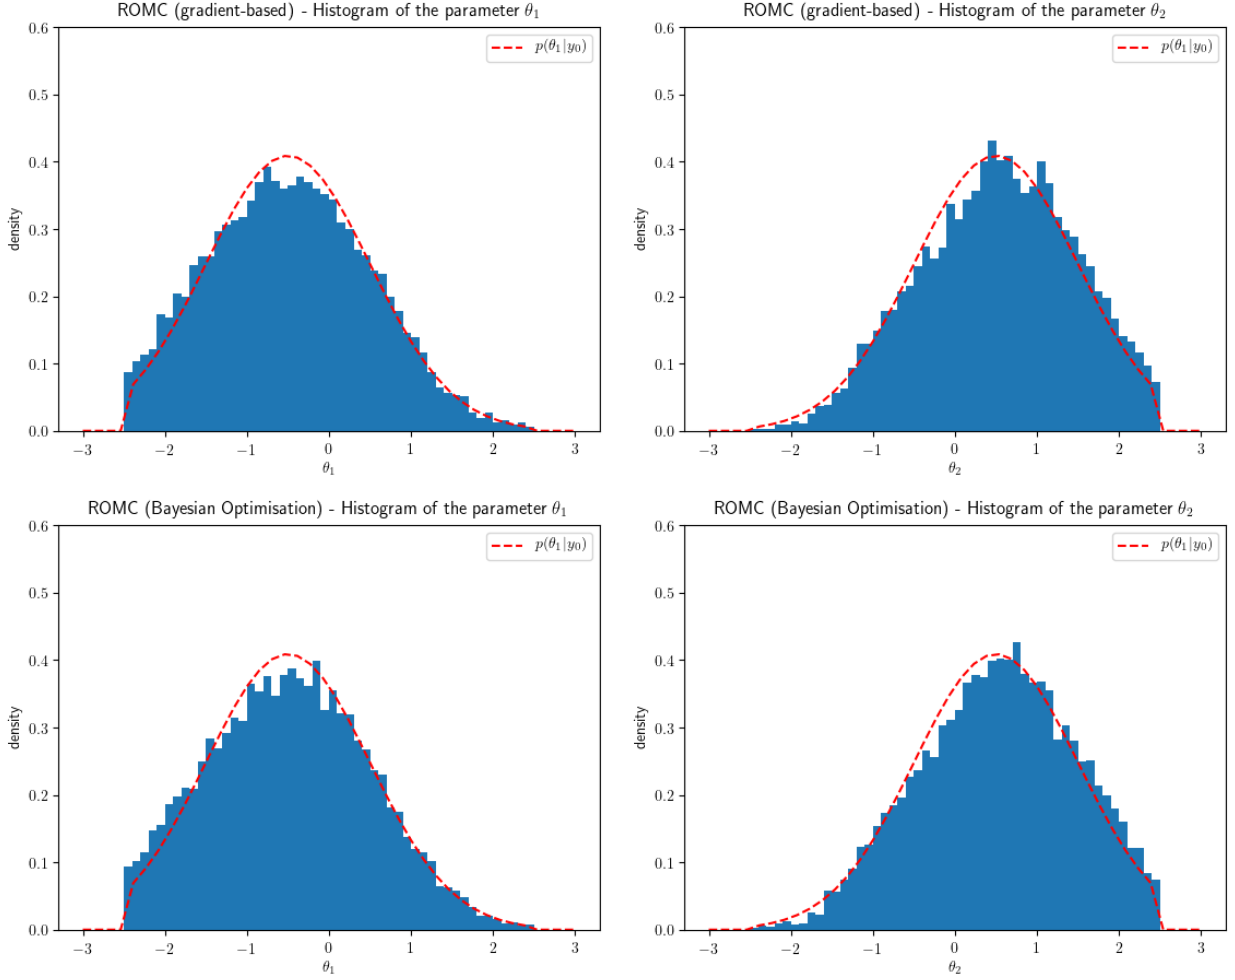 ROMC (gradient-based) - Histogram of the parameter θ₁
0.6
0.5
0.4
0.3
0.2
0.1
0.0
density
p(θ₁|y₀)
−3 −2 −1 0 1 2 3
θ₁
ROMC (gradient-based) - Histogram of the parameter θ₂
0.6
0.5
0.4
0.3
0.2
0.1
0.0
density
p(θ₁|y₀)
−3 −2 −1 0 1 2 3
θ₂
ROMC (Bayesian Optimisation) - Histogram of the parameter θ₁
0.6
0.5
0.4
0.3
0.2
0.1
0.0
density
p(θ₁|y₀)
−3 −2 −1 0 1 2 3
θ₁
ROMC (Bayesian Optimisation) - Histogram of the parameter θ₂
0.6
0.5
0.4
0.3
0.2
0.1
0.0
density
p(θ₁|y₀)
−3 −2 −1 0 1 2 3
θ₂